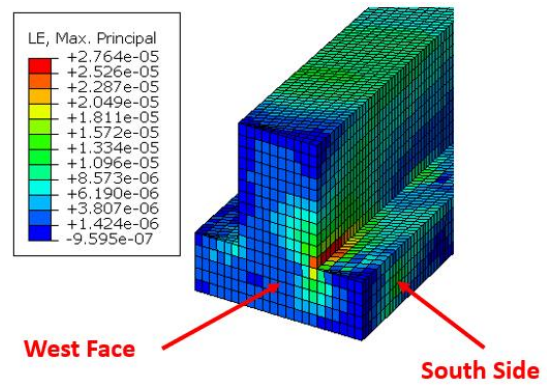 LE, Max. Principal
+2.764e-05
+2.526e-05
+2.287e-05
+2.049e-05
+1.811e-05
+1.572e-05
+1.334e-05
+1.096e-05
+8.573e-06
+6.190e-06
+3.807e-06
+1.424e-06
-9.595e-07
West Face
South Side